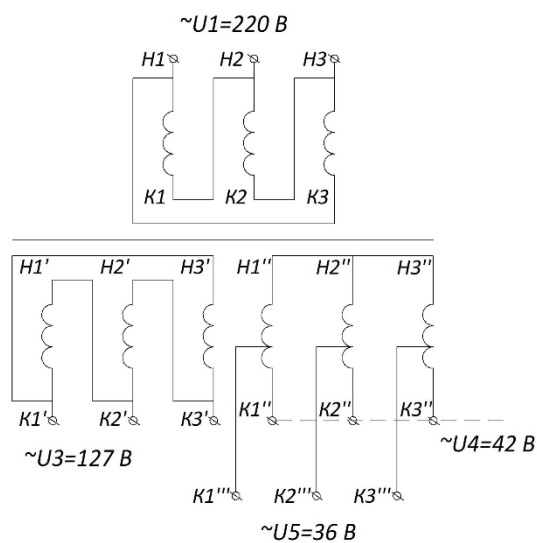 ~U1=220 В
Н1 Н2 Н3
К1 К2 К3
Н1' Н2' Н3' Н1'' Н2'' Н3''
К1' К2' К3' К1'' К2'' К3''
~U3=127 В ~U4=42 В
К1''' К2''' К3'''
~U5=36 В